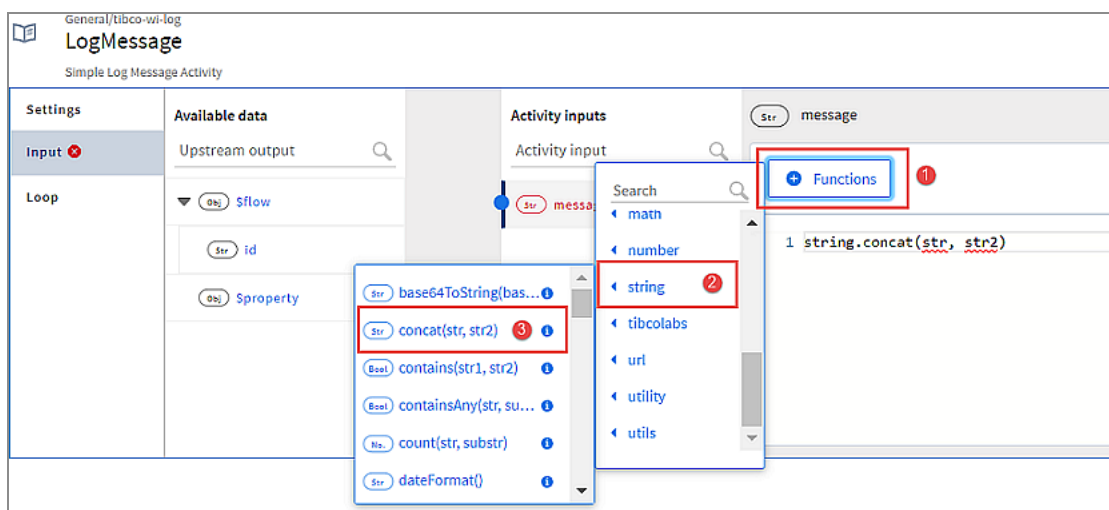 General/tibco-wi-log
LogMessage
Simple Log Message Activity
Settings
Input
Loop
Available data
Upstream output
Obj $flow
Str id
Obj $property
Activity inputs
Activity input
Str messa
Str message
Functions
1
1 string.concat(str, str2)
Search
math
number
string 2
tibcolabs
url
utility
utils
Str base64ToString(bas...
Str concat(str, str2) 3
Bool contains(str1, str2)
Bool containsAny(str, su...
No. count(str, substr)
Str dateFormat()